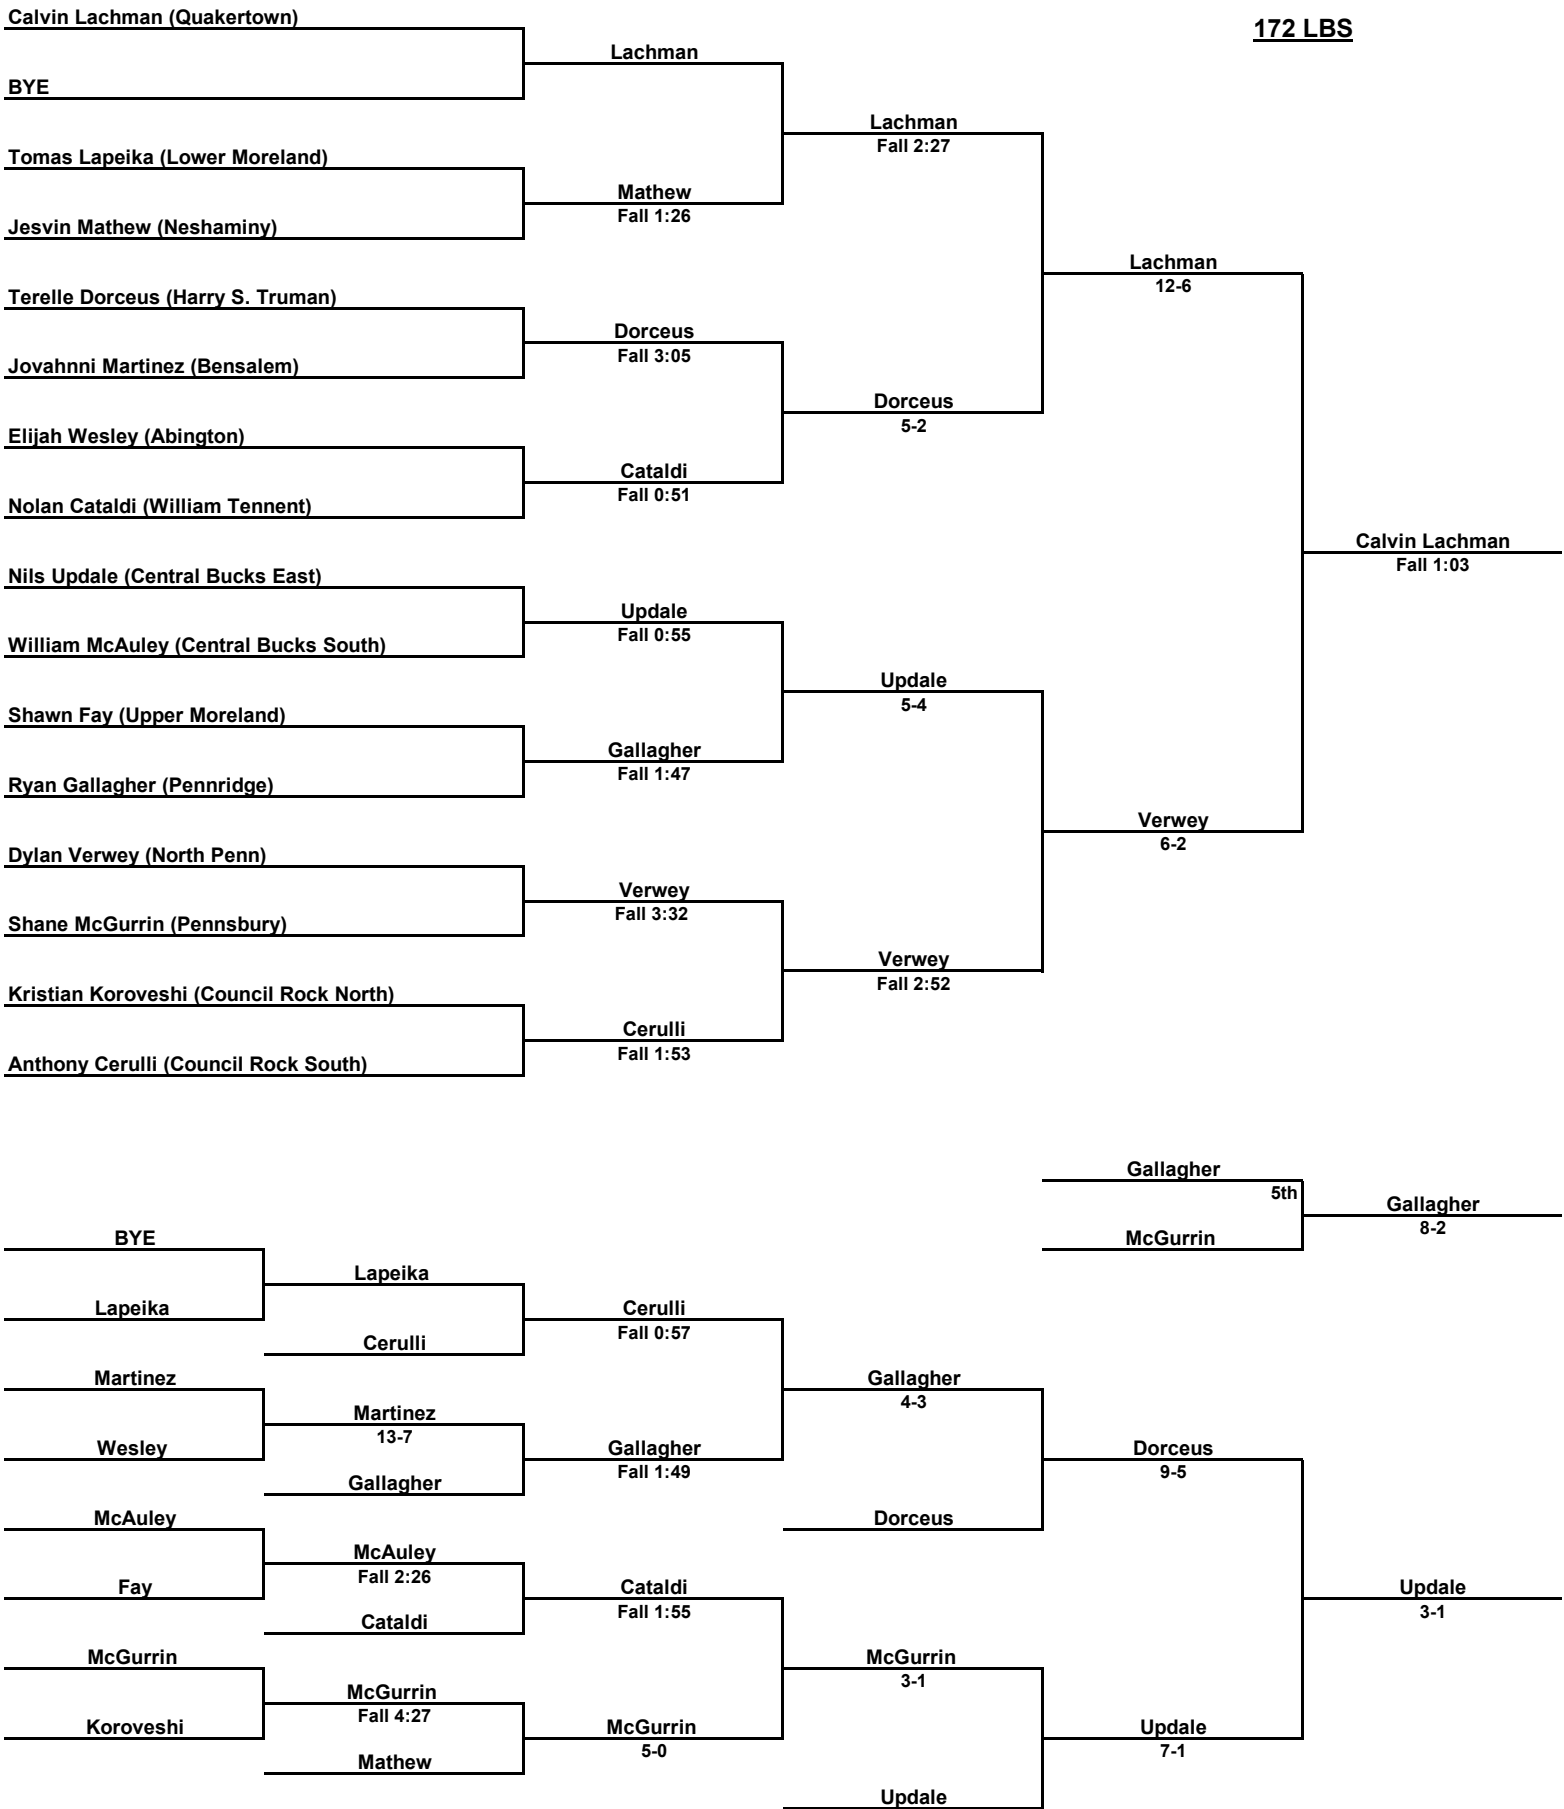 Calvin Lachman (Quakertown)
172 LBS
Lachman
BYE
Lachman
Fall 2:27
Tomas Lapeika (Lower Moreland)
Mathew
Fall 1:26
Jesvin Mathew (Neshaminy)
Lachman
12-6
Terelle Dorceus (Harry S. Truman)
Dorceus
Fall 3:05
Jovahnni Martinez (Bensalem)
Dorceus
5-2
Elijah Wesley (Abington)
Cataldi
Fall 0:51
Nolan Cataldi (William Tennent)
Calvin Lachman
Fall 1:03
Nils Updale (Central Bucks East)
Updale
Fall 0:55
William McAuley (Central Bucks South)
Updale
5-4
Shawn Fay (Upper Moreland)
Gallagher
Fall 1:47
Ryan Gallagher (Pennridge)
Verwey
6-2
Dylan Verwey (North Penn)
Verwey
Fall 3:32
Shane McGurrin (Pennsbury)
Verwey
Fall 2:52
Kristian Koroveshi (Council Rock North)
Cerulli
Fall 1:53
Anthony Cerulli (Council Rock South)
Gallagher
5th
Gallagher
8-2
McGurrin
BYE
Lapeika
Lapeika
Cerulli
Fall 0:57
Cerulli
Martinez
Gallagher
4-3
Martinez
13-7
Wesley
Gallagher
Fall 1:49
Dorceus
9-5
Gallagher
McAuley
Dorceus
McAuley
Fall 2:26
Fay
Cataldi
Fall 1:55
Updale
3-1
Cataldi
McGurrin
McGurrin
3-1
McGurrin
Fall 4:27
Koroveshi
McGurrin
5-0
Updale
7-1
Mathew
Updale